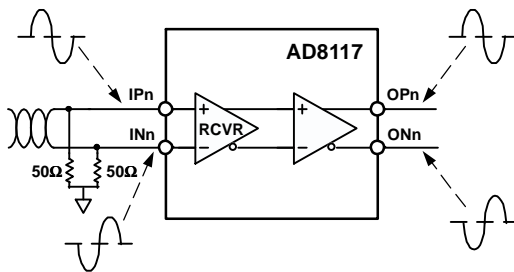 AD8117
IPn
OPn
+
+
RCVR
INn
ONn
−
−
50Ω
50Ω